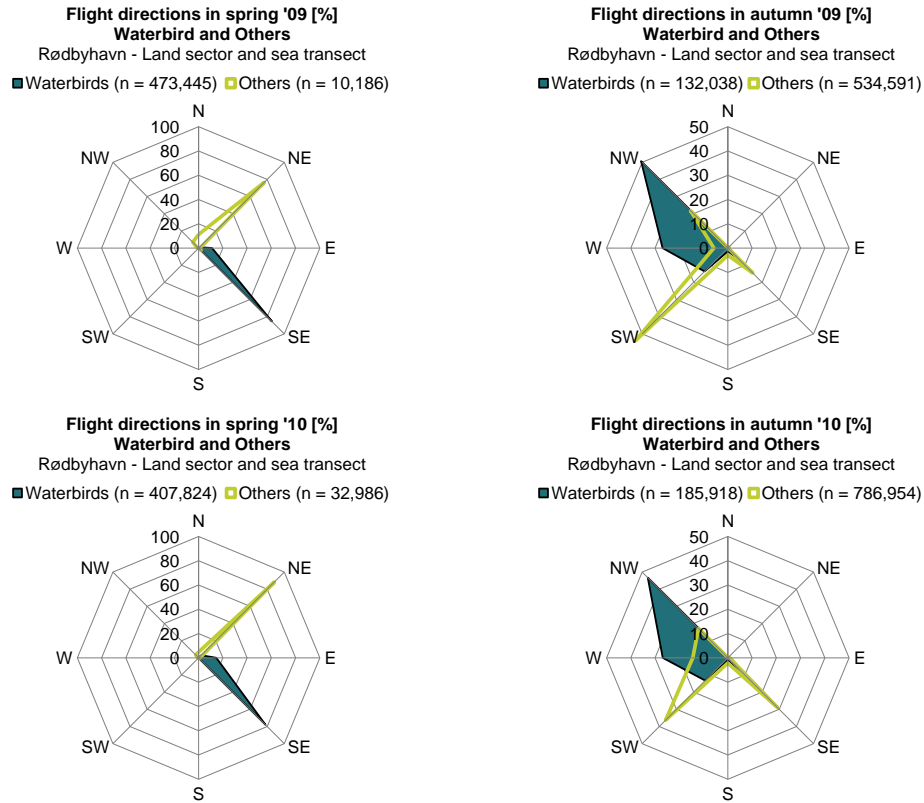 Flight directions in spring '09 [%]
Waterbird and Others
Rødbyhavn - Land sector and sea transect
Waterbirds (n = 473,445) Others (n = 10,186)
N
100
NW
80
NE
60
40
20
W
0
E
SW
SE
S
Flight directions in autumn '09 [%]
Waterbird and Others
Rødbyhavn - Land sector and sea transect
Waterbirds (n = 132,038) Others (n = 534,591)
N
50
NW
40
NE
30
20
10
W
0
E
SW
SE
S
Flight directions in spring '10 [%]
Waterbird and Others
Rødbyhavn - Land sector and sea transect
Waterbirds (n = 407,824) Others (n = 32,986)
N
100
NW
80
NE
60
40
20
W
0
E
SW
SE
S
Flight directions in autumn '10 [%]
Waterbird and Others
Rødbyhavn - Land sector and sea transect
Waterbirds (n = 185,918) Others (n = 786,954)
N
50
NW
40
NE
30
20
10
W
0
E
SW
SE
S